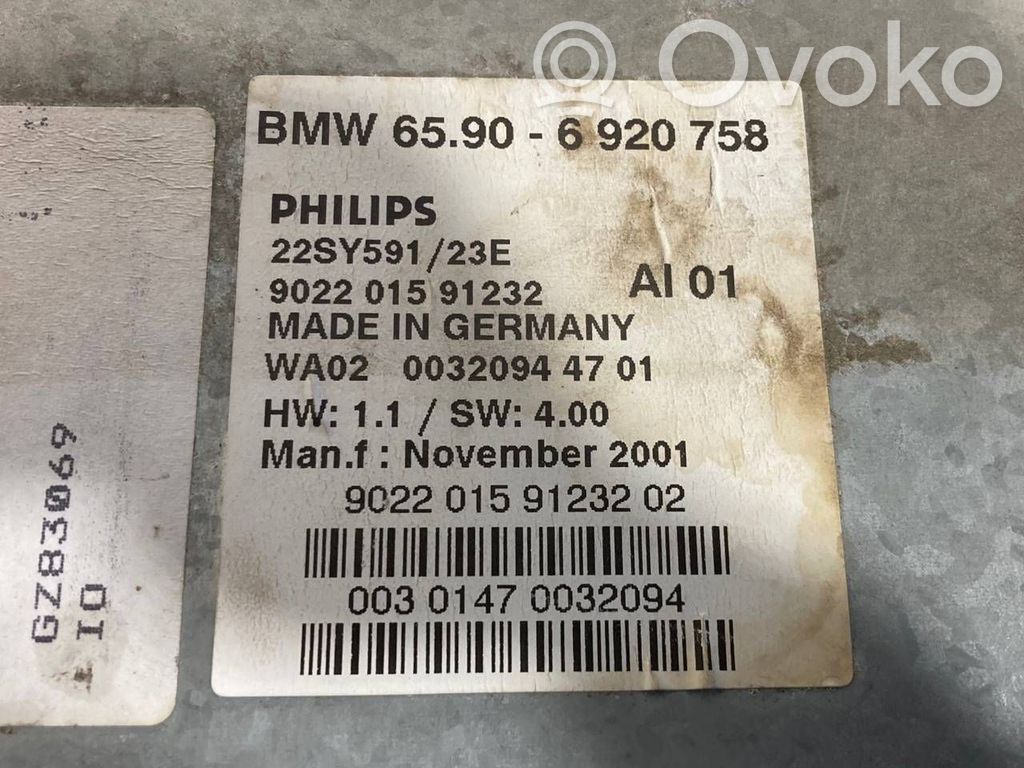 Ovoko
BMW 65.90 - 6 920 758
PHILIPS
22SY591/23E
9022 015 91232
AI 01
MADE IN GERMANY
WA02 0032094 47 01
HW: 1.1 / SW: 4.00
Man.f : November 2001
9022 015 91232 02
003 0147 0032094
GZ83069
IO